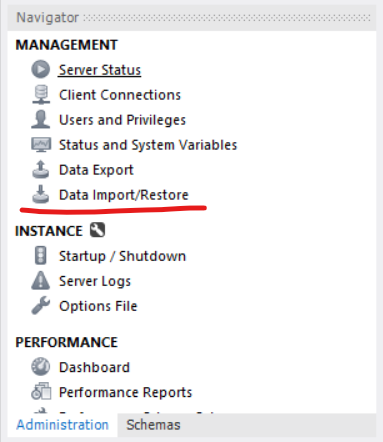 Navigator
MANAGEMENT
Server Status
Client Connections
Users and Privileges
Status and System Variables
Data Export
Data Import/Restore
INSTANCE
Startup / Shutdown
Server Logs
Options File
PERFORMANCE
Dashboard
Performance Reports
Administration Schemas